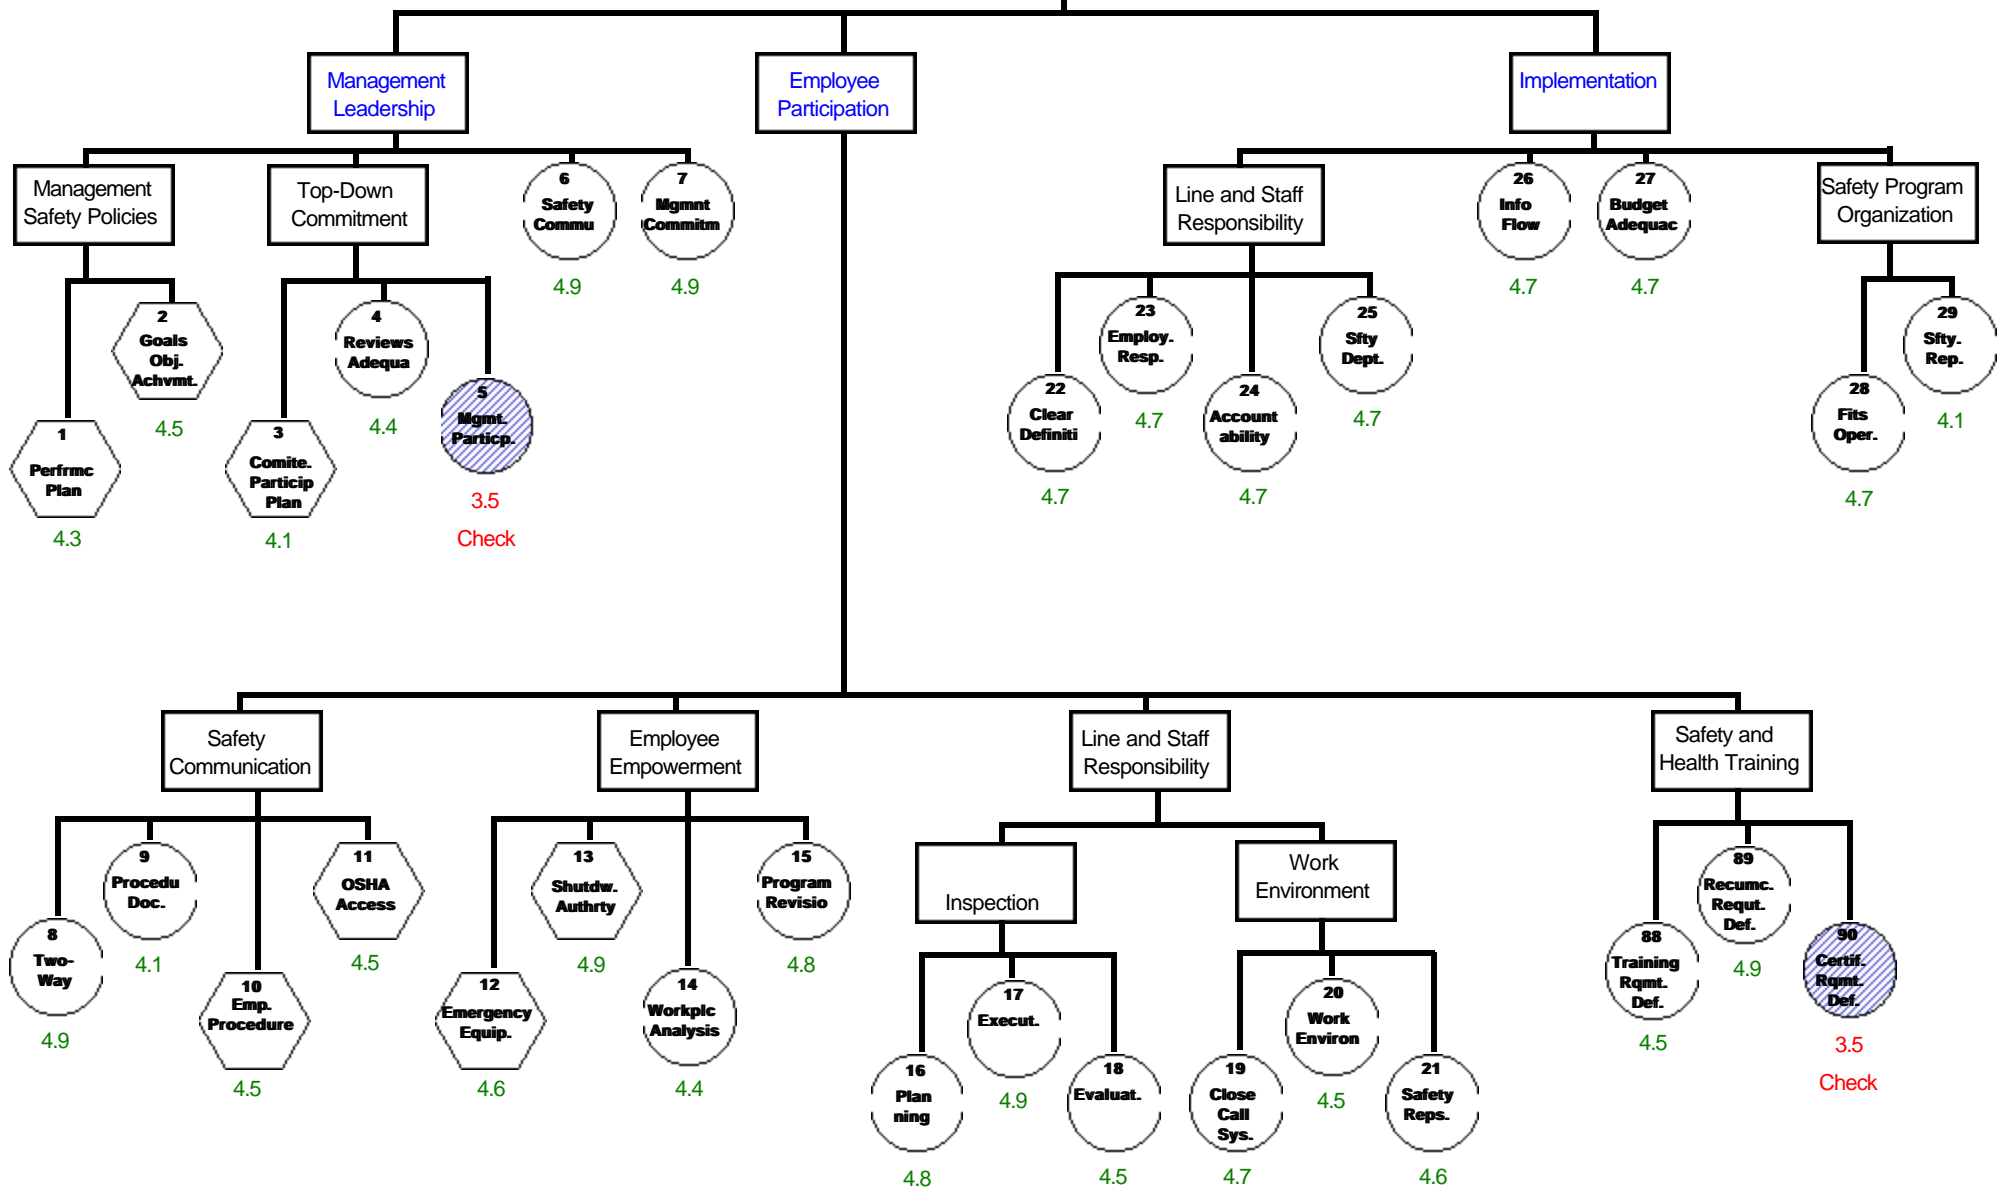 Management
Leadership
Employee
Participation
Implementation
Management
Safety Policies
Top-Down
Commitment
6
Safety
Commu
4.9
7
Mgmnt
Commitm
4.9
1
Perfrmc
Plan
4.3
2
Goals
Obj.
Achvmt.
4.5
3
Comite.
Particip
Plan
4.1
4
Reviews
Adequa
4.4
5
Mgmt.
Particp.
3.5
Check
Line and Staff
Responsibility
26
Info
Flow
4.7
27
Budget
Adequac
4.7
Safety Program
Organization
22
Clear
Definiti
4.7
23
Employ.
Resp.
4.7
24
Account
ability
4.7
25
Sfty
Dept.
4.7
28
Fits
Oper.
4.7
29
Sfty.
Rep.
4.1
Safety
Communication
Employee
Empowerment
Line and Staff
Responsibility
Safety and
Health Training
8
Two-
Way
4.9
9
Procedu
Doc.
4.1
10
Emp.
Procedure
4.5
11
OSHA
Access
4.5
12
Emergency
Equip.
4.6
13
Shutdw.
Authrty
4.9
14
Workplc
Analysis
4.4
15
Program
Revisio
4.8
Inspection
Work
Environment
16
Plan
ning
4.8
17
Execut.
4.9
18
Evaluat.
4.5
19
Close
Call
Sys.
4.7
20
Work
Environ
4.5
21
Safety
Reps.
4.6
88
Training
Rqmt.
Def.
4.5
89
Recumc.
Requt.
Def.
4.9
90
Certif.
Rqmt.
Def.
3.5
Check